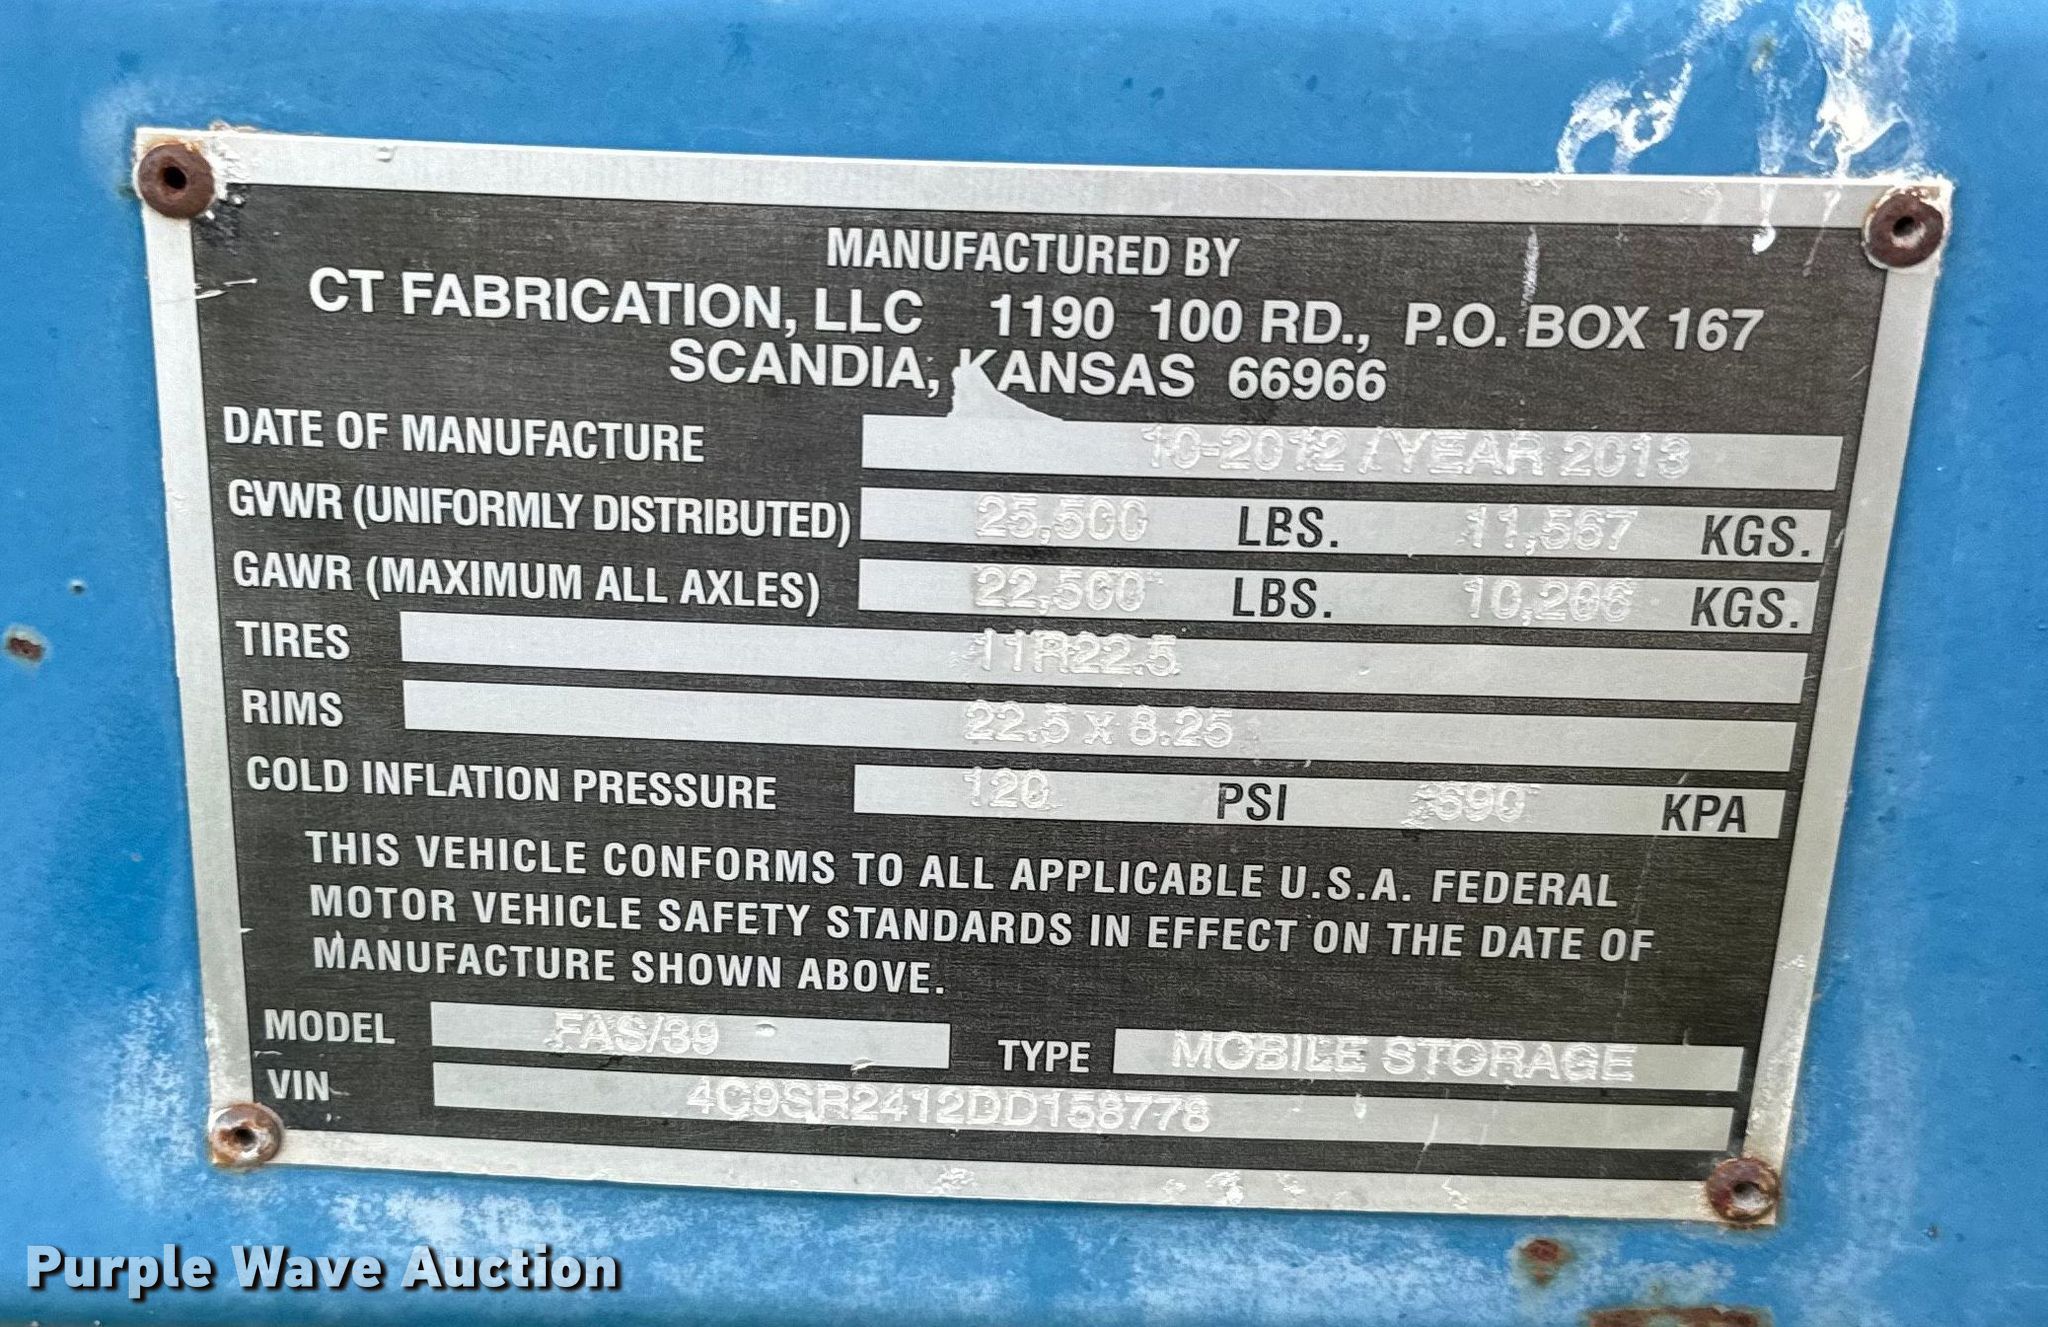 MANUFACTURED BY
CT FABRICATION, LLC 1190 100 RD., P.O. BOX 167
SCANDIA, KANSAS 66966
DATE OF MANUFACTURE 10-2012 / YEAR 2013
GVWR (UNIFORMLY DISTRIBUTED) 25,500 LBS. 11,567 KGS.
GAWR (MAXIMUM ALL AXLES) 22,500 LBS. 10,206 KGS.
TIRES 11R22.5
RIMS 22.5 x 8.25
COLD INFLATION PRESSURE 120 PSI KPA
THIS VEHICLE CONFORMS TO ALL APPLICABLE U.S.A. FEDERAL
MOTOR VEHICLE SAFETY STANDARDS IN EFFECT ON THE DATE OF
MANUFACTURE SHOWN ABOVE.
MODEL FAS/39 TYPE MOBILE STORAGE
VIN 4C9SR2412DD158778
Purple Wave Auction